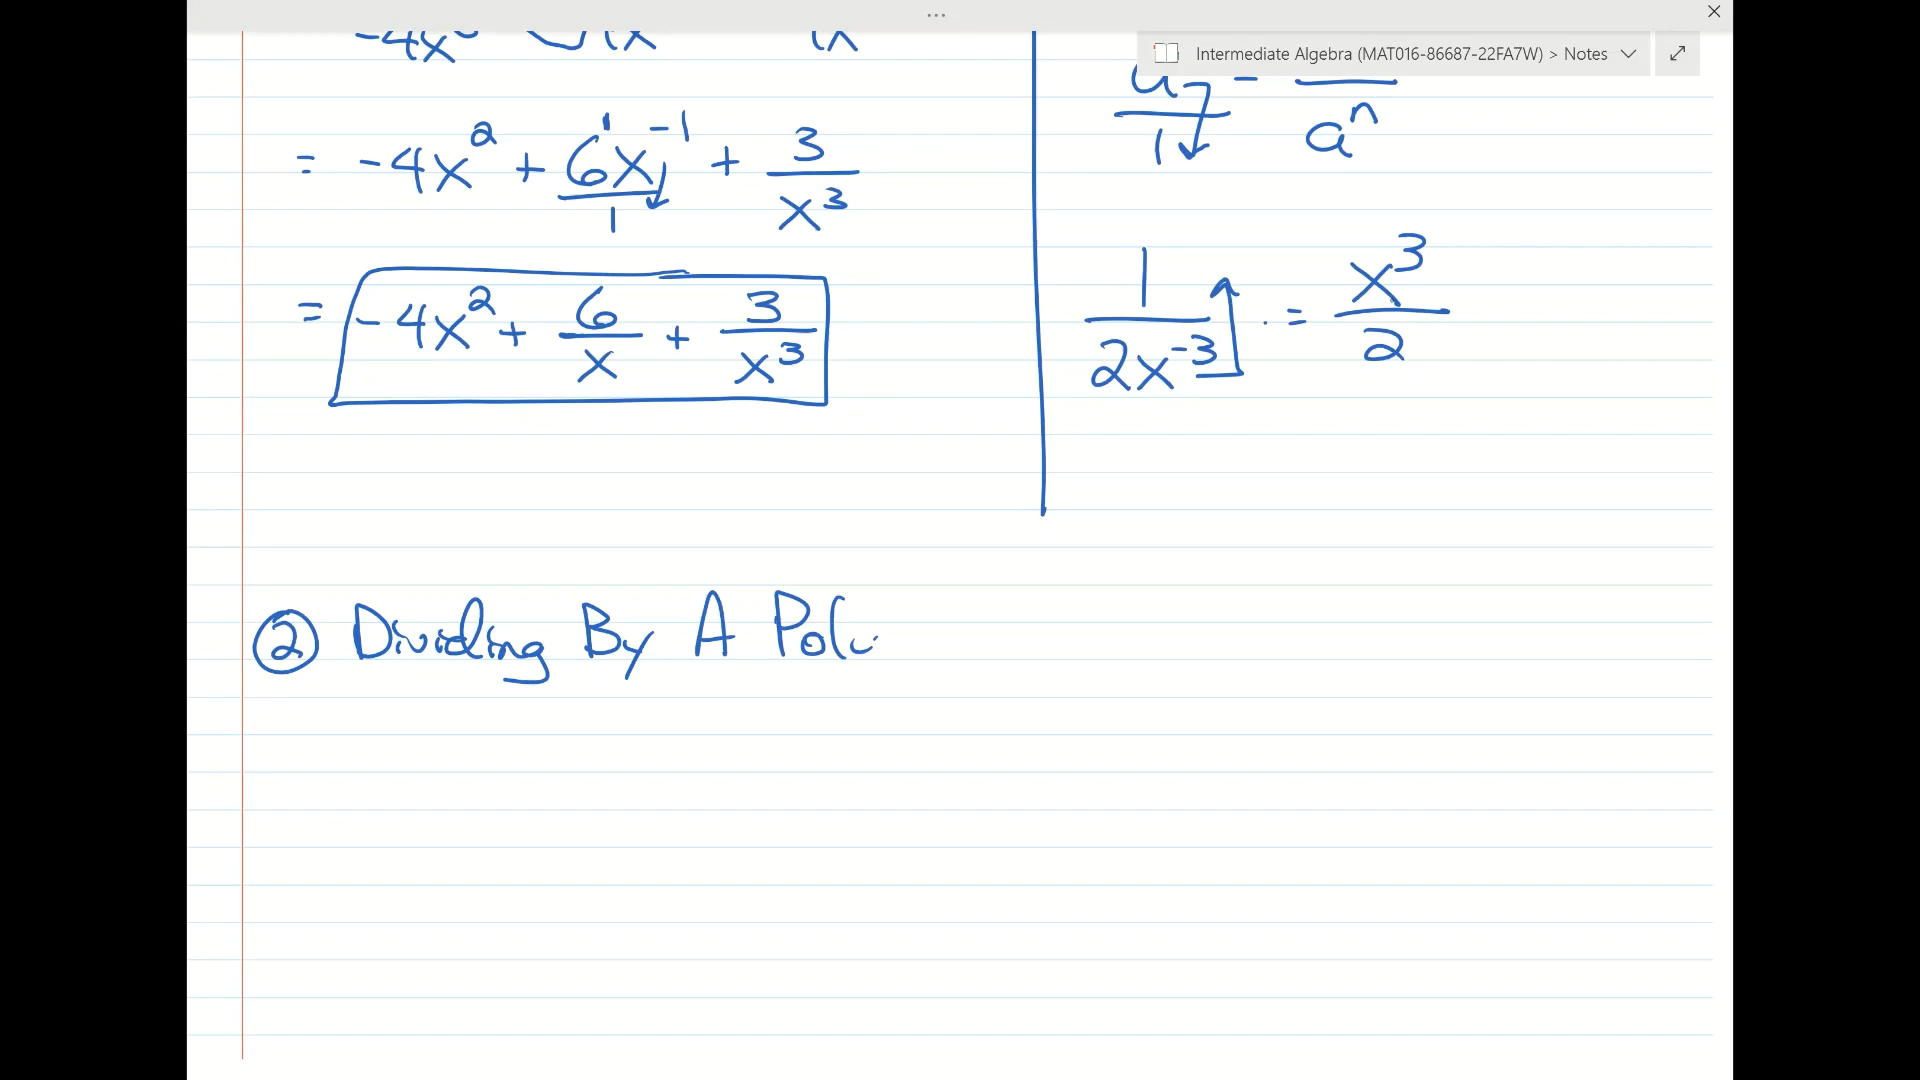 Intermediate Algebra (MAT016-86687-22FA7W) > Notes
= -4x² + 6x⁻¹/1 + 3/x³
= -4x² + 6/x + 3/x³
1/(2x⁻³) = x³/2
② Dividing By A Pol